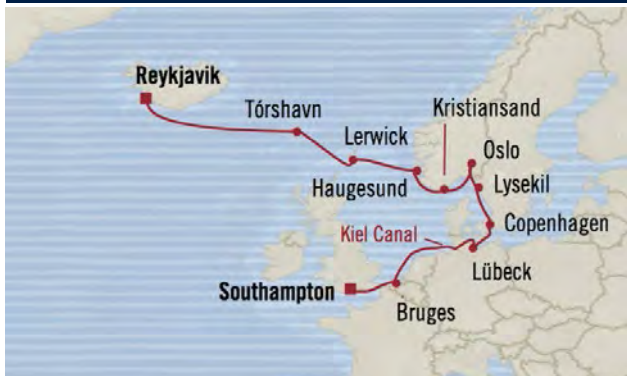 Reykjavik
Tórshavn
Kristiansand
Lerwick
Oslo
Haugesund
Lysekil
Kiel Canal
Copenhagen
Lübeck
Southampton
Bruges